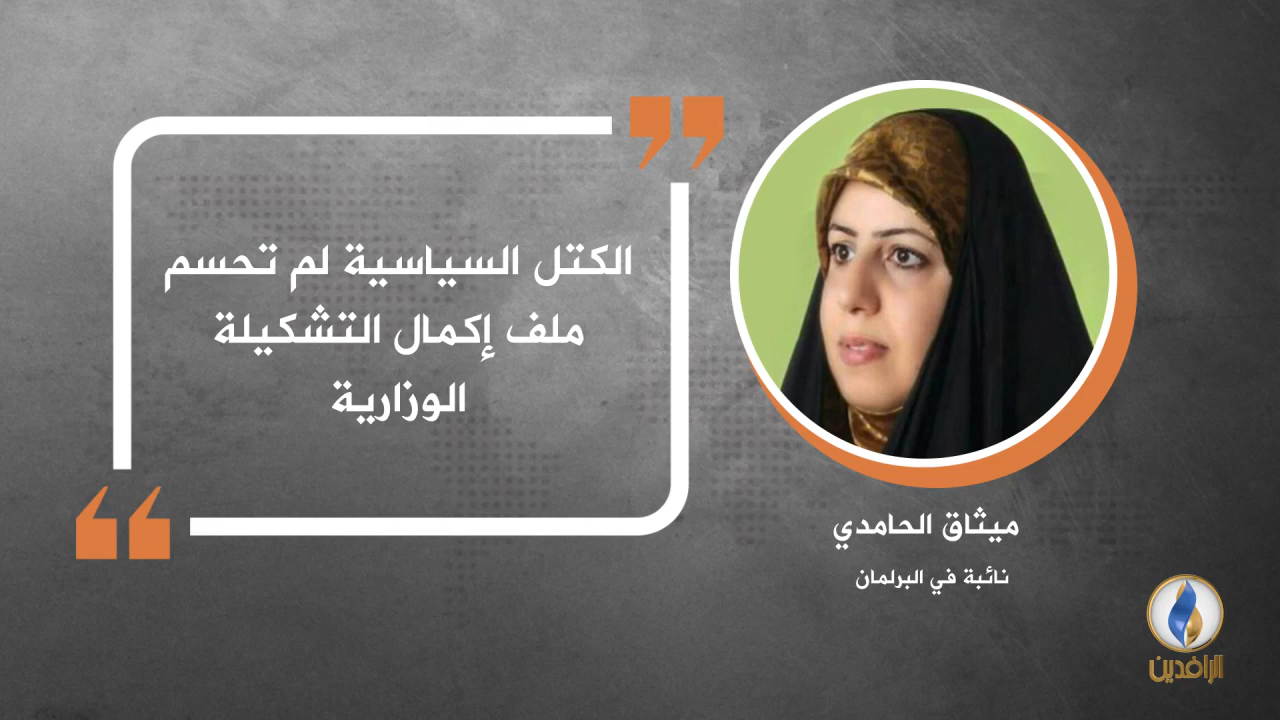 الكتل السياسية لم تحسم
ملف إكمال التشكيلة
الوزارية
ميثاق الحامدي
نائبة في البرلمان
الرافدين